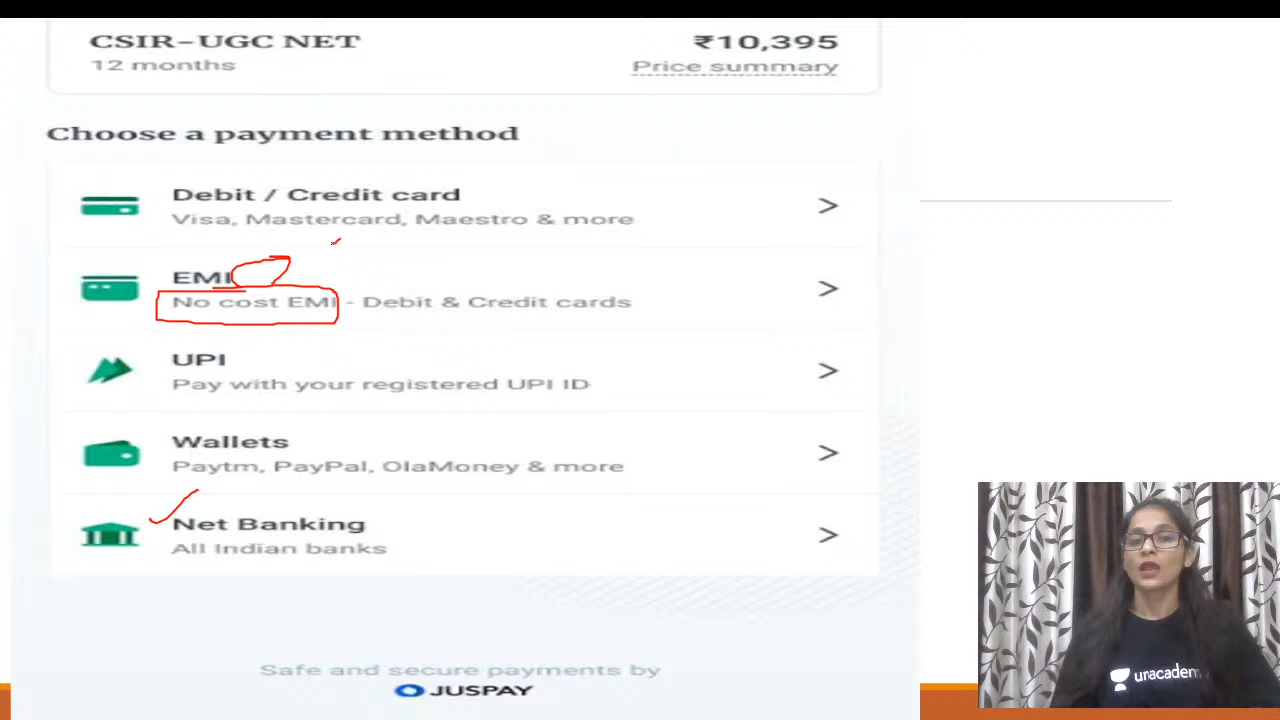 CSIR-UGC NET
₹10,395
12 months
Price summary
Choose a payment method
Debit / Credit card
Visa, Mastercard, Maestro & more
EMI
No cost EMI - Debit & Credit cards
UPI
Pay with your registered UPI ID
Wallets
Paytm, PayPal, OlaMoney & more
Net Banking
All Indian banks
Safe and secure payments by
JUSPAY
unacadem